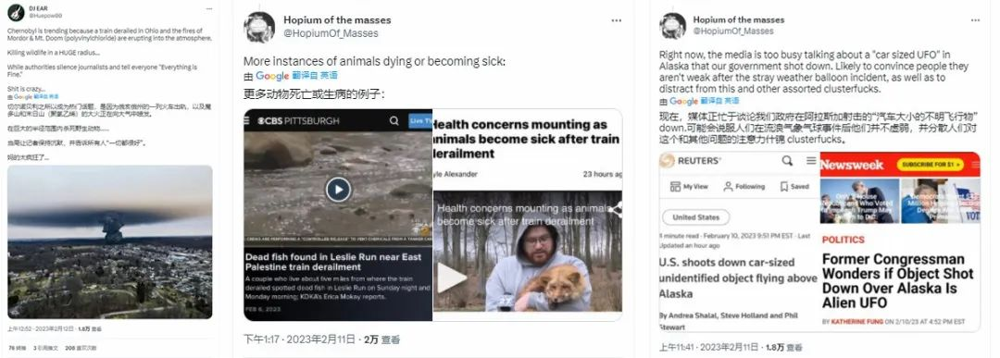 DJ EAR
@Huepow00
Chernobyl is trending because a train derailed in Ohio and the fires of
Mordor & Mt. Doom (polyvinylchloride) are erupting into the atmosphere.
Killing wildlife in a HUGE radius...
While authorities silence journalists and tell everyone "Everything is
Fine."
Shit is crazy...
由 Google 翻译自 英语
切尔诺贝利之所以成为热门话题，是因为俄亥俄州的一列火车出轨，以及魔
多山和末日山（聚氯乙烯）的大火正在向大气中喷发。
在巨大的半径范围内杀死野生动物......
当局让记者保持沉默，并告诉所有人“一切都很好”。
妈的太疯狂了...
上午12:52 · 2023年2月12日 · 1.8万 查看
76 转推 3 引用推文 206 喜欢次数
Hopium of the masses
@HopiumOf_Masses
More instances of animals dying or becoming sick:
由 Google 翻译自 英语
更多动物死亡或生病的例子：
CBS PITTSBURGH
Live TV
CREWS ARE PERFORMING A "CONTROLLED RELEASE" TO VENT CHEMICALS FROM A TANKER CAR
Dead fish found in Leslie Run near East
Palestine train derailment
A couple who live about five miles from where the train
derailed spotted dead fish in Leslie Run on Sunday night and
Monday morning; KDKA's Erica Mokay reports.
FEB 6, 2023
Health concerns mounting as
animals become sick after train
derailment
yle Alexander
23 hours ag
Health concerns mounting as animals
become sick after train derailment
下午1:17 · 2023年2月11日 · 2万 查看
Hopium of the masses
@HopiumOf_Masses
Right now, the media is too busy talking about a "car sized UFO" in
Alaska that our government shot down. Likely to convince people they
aren't weak after the stray weather balloon incident, as well as to
distract from this and other assorted clusterfucks.
由 Google 翻译自 英语
现在，媒体正忙于谈论我们政府在阿拉斯加射击的“汽车大小的不明飞行物”
down.可能会说服人们在流浪气象气球事件后他们并不虚弱，并分散人们对
这个和其他问题的注意力什锦 clusterfucks。
REUTERS
My View
Following
Saved
United States
1 minute read · February 10, 2023 9:51 PM EST · Last
Updated an hour ago
U.S. shoots down car-sized
unidentified object flying above
Alaska
By Andrea Shalal, Steve Holland and Phil
Stewart
Newsweek
SUBSCRIBE FOR $1 >
POLITICS
Former Congressman
Wonders if Object Shot
Down Over Alaska Is
Alien UFO
BY KATHERINE FUNG ON 2/10/23 AT 4:52 PM EST
上午11:41 · 2023年2月11日 · 1.8万 查看